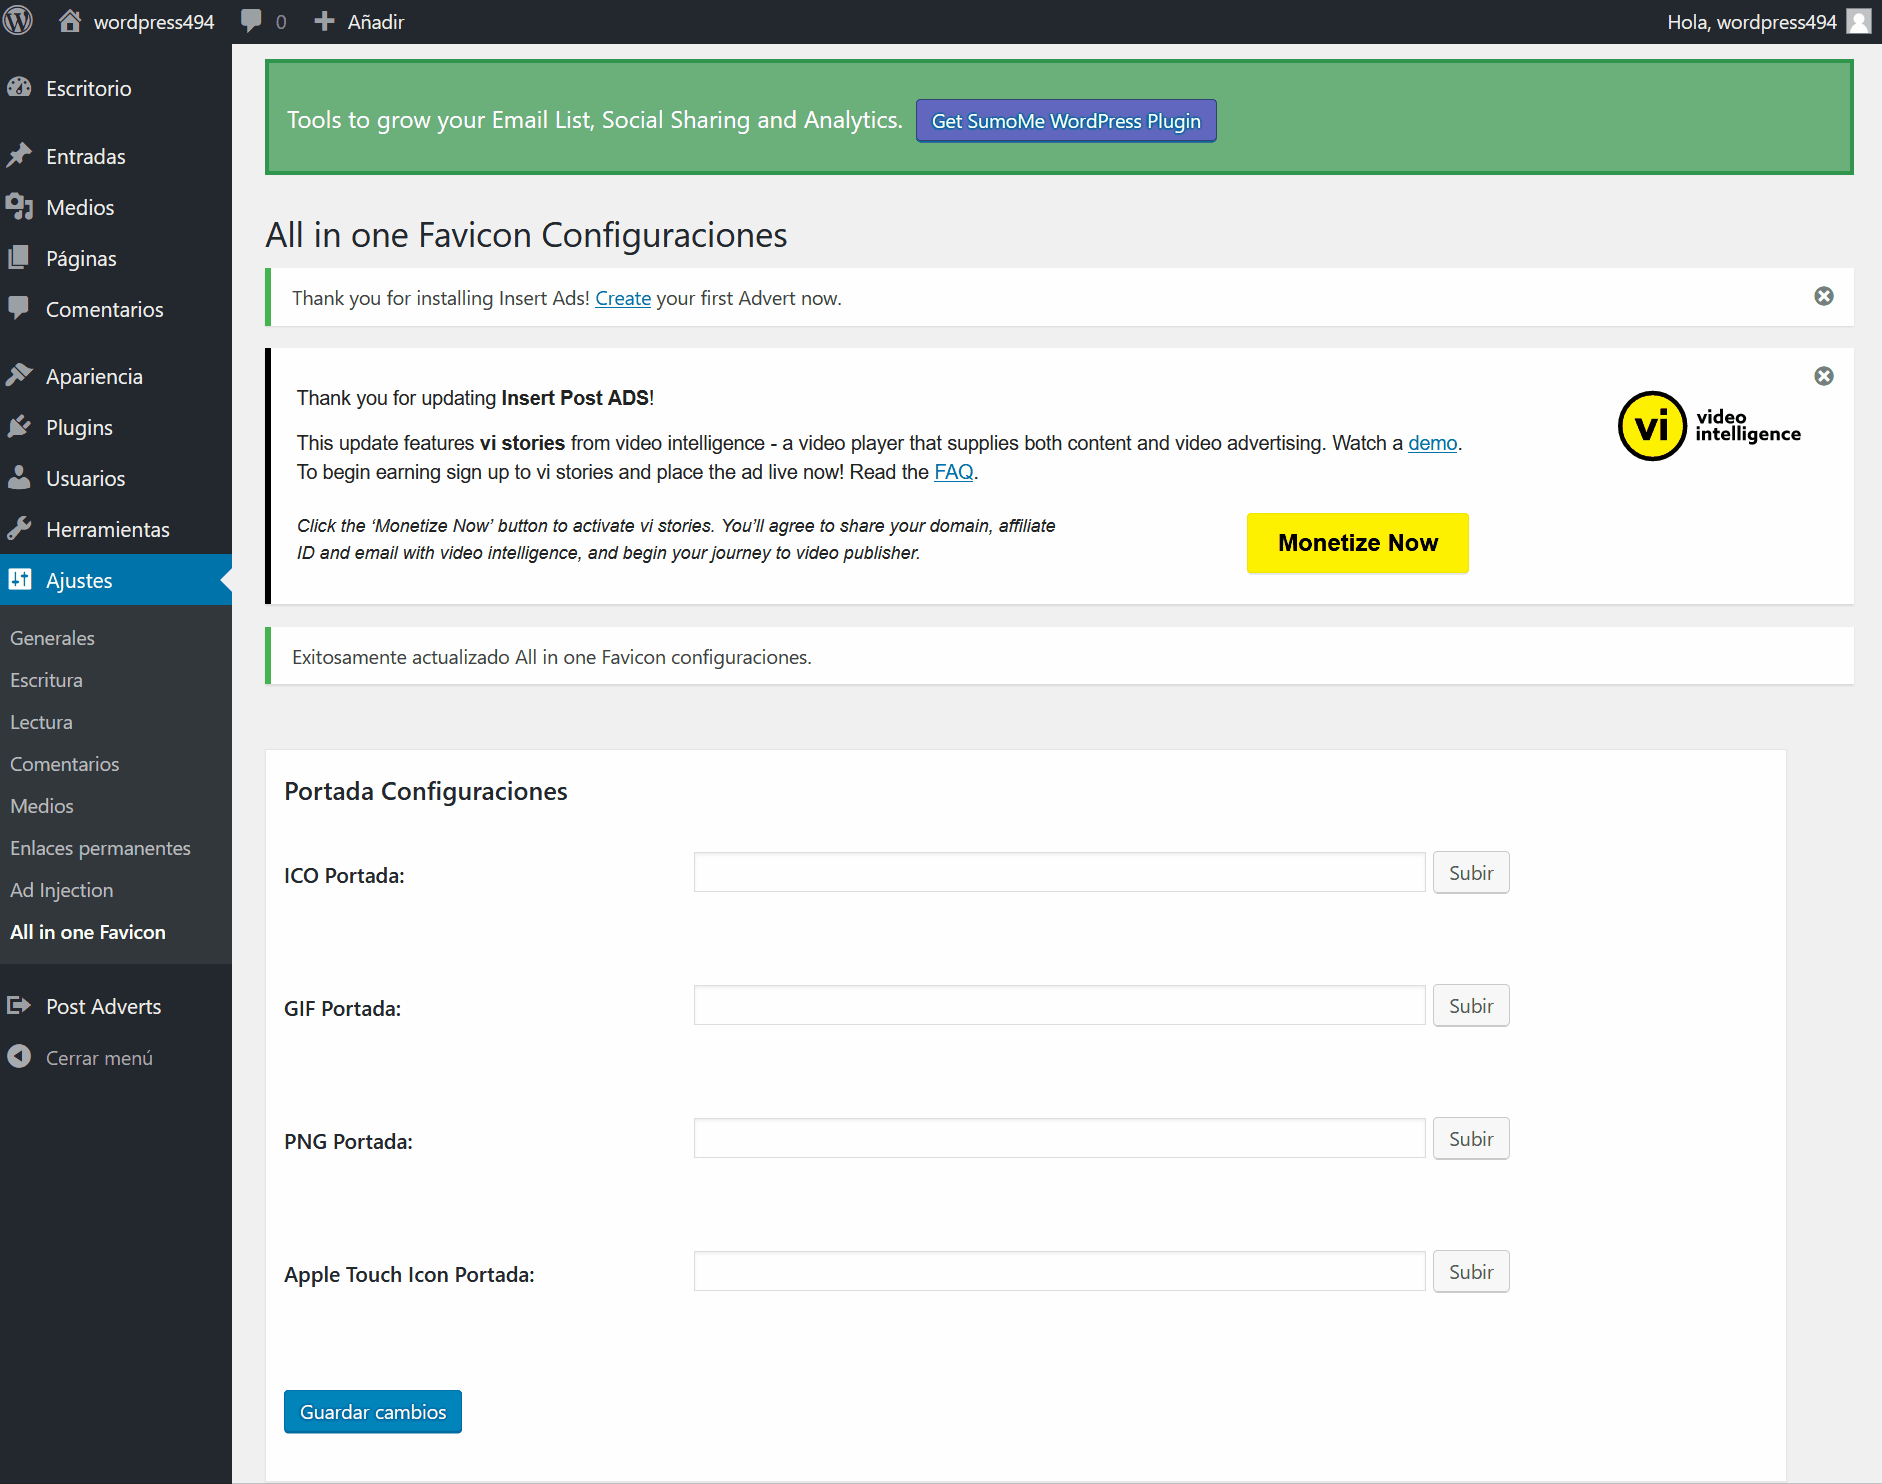 wordpress494
0
Añadir
Hola, wordpress494
Escritorio
Entradas
Medios
Páginas
Comentarios
Apariencia
Plugins
Usuarios
Herramientas
Ajustes
Generales
Escritura
Lectura
Comentarios
Medios
Enlaces permanentes
Ad Injection
All in one Favicon
Post Adverts
Cerrar menú
Tools to grow your Email List, Social Sharing and Analytics.
Get SumoMe WordPress Plugin
All in one Favicon Configuraciones
Thank you for installing Insert Ads! Create your first Advert now.
Thank you for updating Insert Post ADS!
This update features vi stories from video intelligence - a video player that supplies both content and video advertising. Watch a demo.
To begin earning sign up to vi stories and place the ad live now! Read the FAQ.
Click the ‘Monetize Now’ button to activate vi stories. You’ll agree to share your domain, affiliate
ID and email with video intelligence, and begin your journey to video publisher.
Monetize Now
vi
video
intelligence
Exitosamente actualizado All in one Favicon configuraciones.
Portada Configuraciones
ICO Portada:
Subir
GIF Portada:
Subir
PNG Portada:
Subir
Apple Touch Icon Portada:
Subir
Guardar cambios